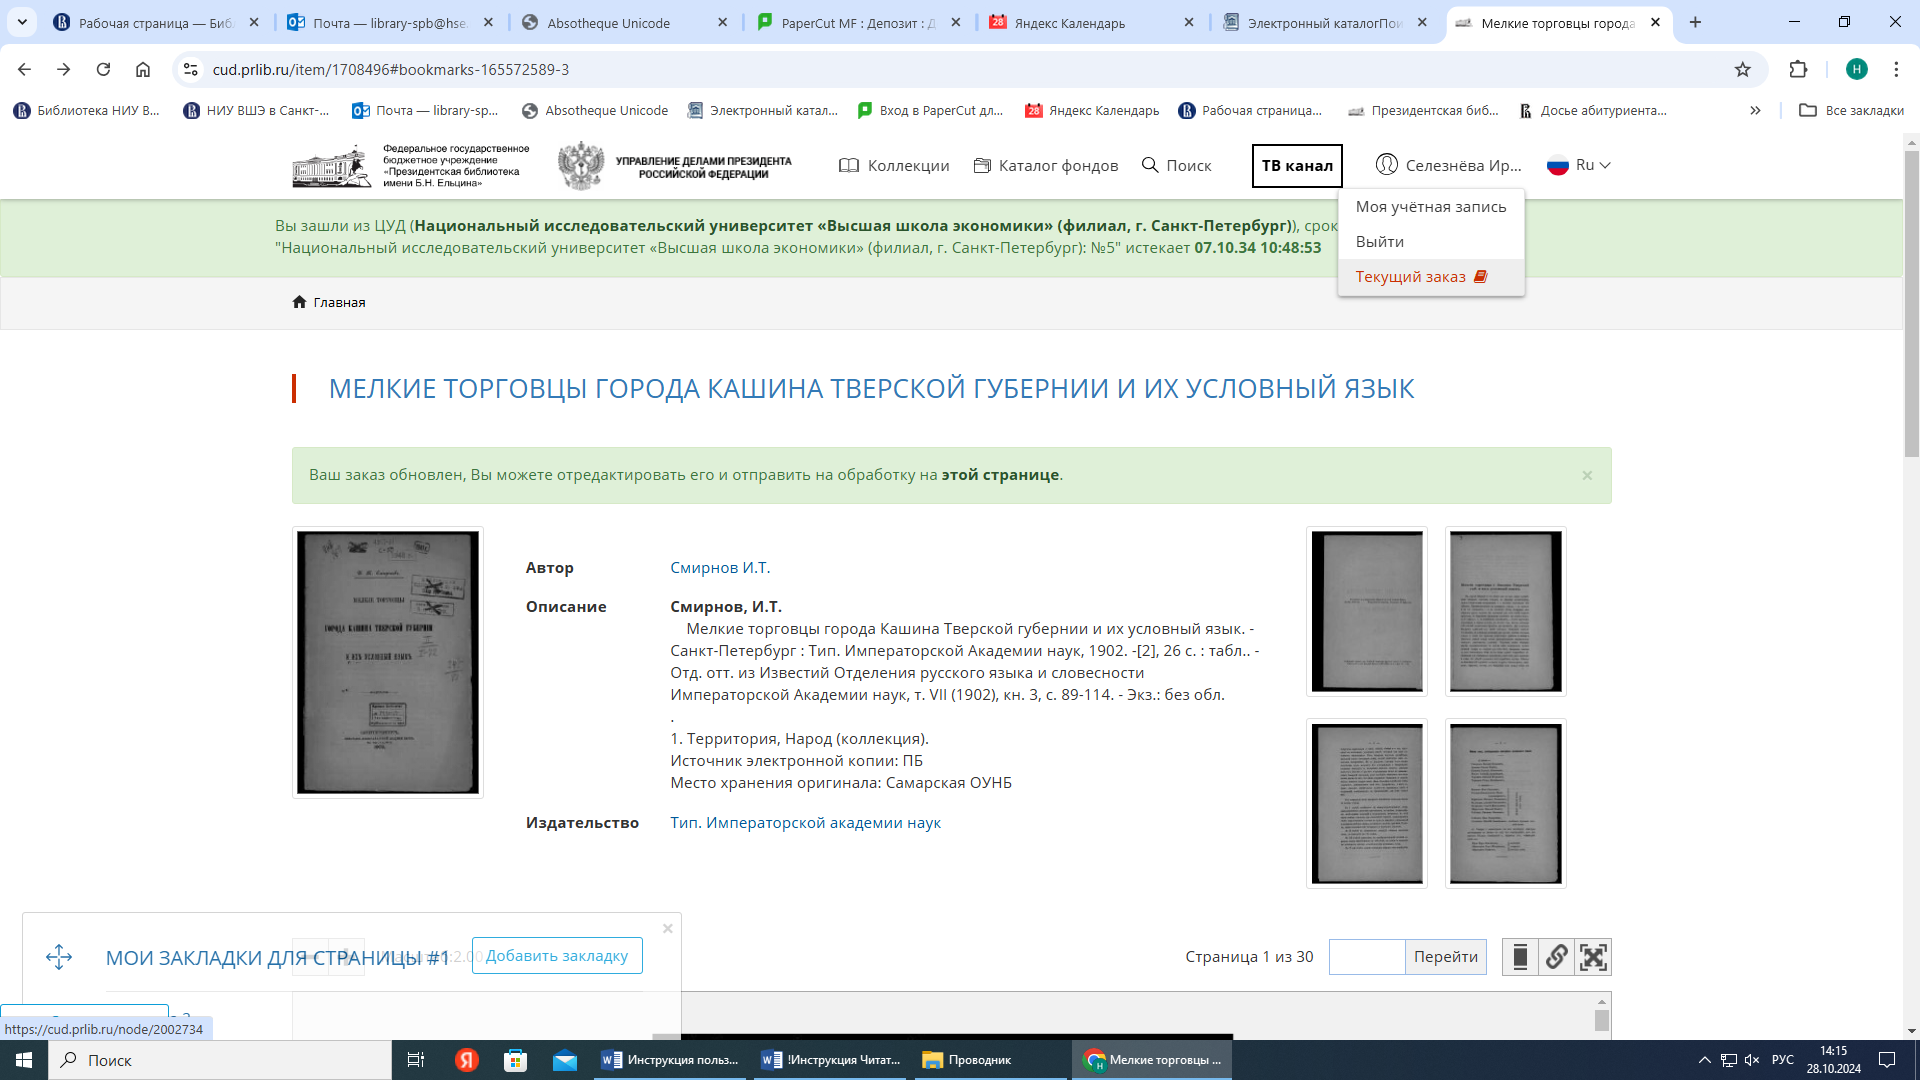 Рабочая страница — Биб
Почта — library-spb@hse.
Absotheque Unicode
PaperCut MF : Депозит : Д
Яндекс Календарь
Электронный каталогПои
Мелкие торговцы города
cud.prlib.ru/item/1708496#bookmarks-165572589-3
Библиотека НИУ В...
НИУ ВШЭ в Санкт-...
Почта — library-sp...
Absotheque Unicode
Электронный катал...
Вход в PaperCut дл...
Яндекс Календарь
Рабочая страница...
Президентская биб...
Досье абитуриента...
Все закладки
Федеральное государственное
бюджетное учреждение
«Президентская библиотека
имени Б.Н. Ельцина»
УПРАВЛЕНИЕ ДЕЛАМИ ПРЕЗИДЕНТА
РОССИЙСКОЙ ФЕДЕРАЦИИ
Коллекции
Каталог фондов
Поиск
ТВ канал
Селезнёва Ир...
Ru
Моя учётная запись
Выйти
Текущий заказ
Вы зашли из ЦУД (Национальный исследовательский университет «Высшая школа экономики» (филиал, г. Санкт-Петербург)), срок
"Национальный исследовательский университет «Высшая школа экономики» (филиал, г. Санкт-Петербург): №5" истекает 07.10.34 10:48:53
Главная
МЕЛКИЕ ТОРГОВЦЫ ГОРОДА КАШИНА ТВЕРСКОЙ ГУБЕРНИИ И ИХ УСЛОВНЫЙ ЯЗЫК
Ваш заказ обновлен, Вы можете отредактировать его и отправить на обработку на этой странице.
МЕЛКІЕ ТОРГОВЦЫ
ГОРОДА КАШИНА ТВЕРСКОЙ ГУБЕРНІИ
И ИХЪ УСЛОВНЫЙ ЯЗЫКЪ
Автор
Смирнов И.Т.
Описание
Смирнов, И.Т.
Мелкие торговцы города Кашина Тверской губернии и их условный язык. -
Санкт-Петербург : Тип. Императорской Академии наук, 1902. -[2], 26 с. : табл.. -
Отд. отт. из Известий Отделения русского языка и словесности
Императорской Академии наук, т. VII (1902), кн. 3, с. 89-114. - Экз.: без обл.
.
1. Территория, Народ (коллекция).
Источник электронной копии: ПБ
Место хранения оригинала: Самарская ОУНБ
Издательство
Тип. Императорской академии наук
МОИ ЗАКЛАДКИ ДЛЯ СТРАНИЦЫ #1
Добавить закладку
Страница 1 из 30
Перейти
https://cud.prlib.ru/node/2002734
Поиск
Инструкция польз...
!Инструкция Читат...
Проводник
Мелкие торговцы ...
РУС
14:15
28.10.2024